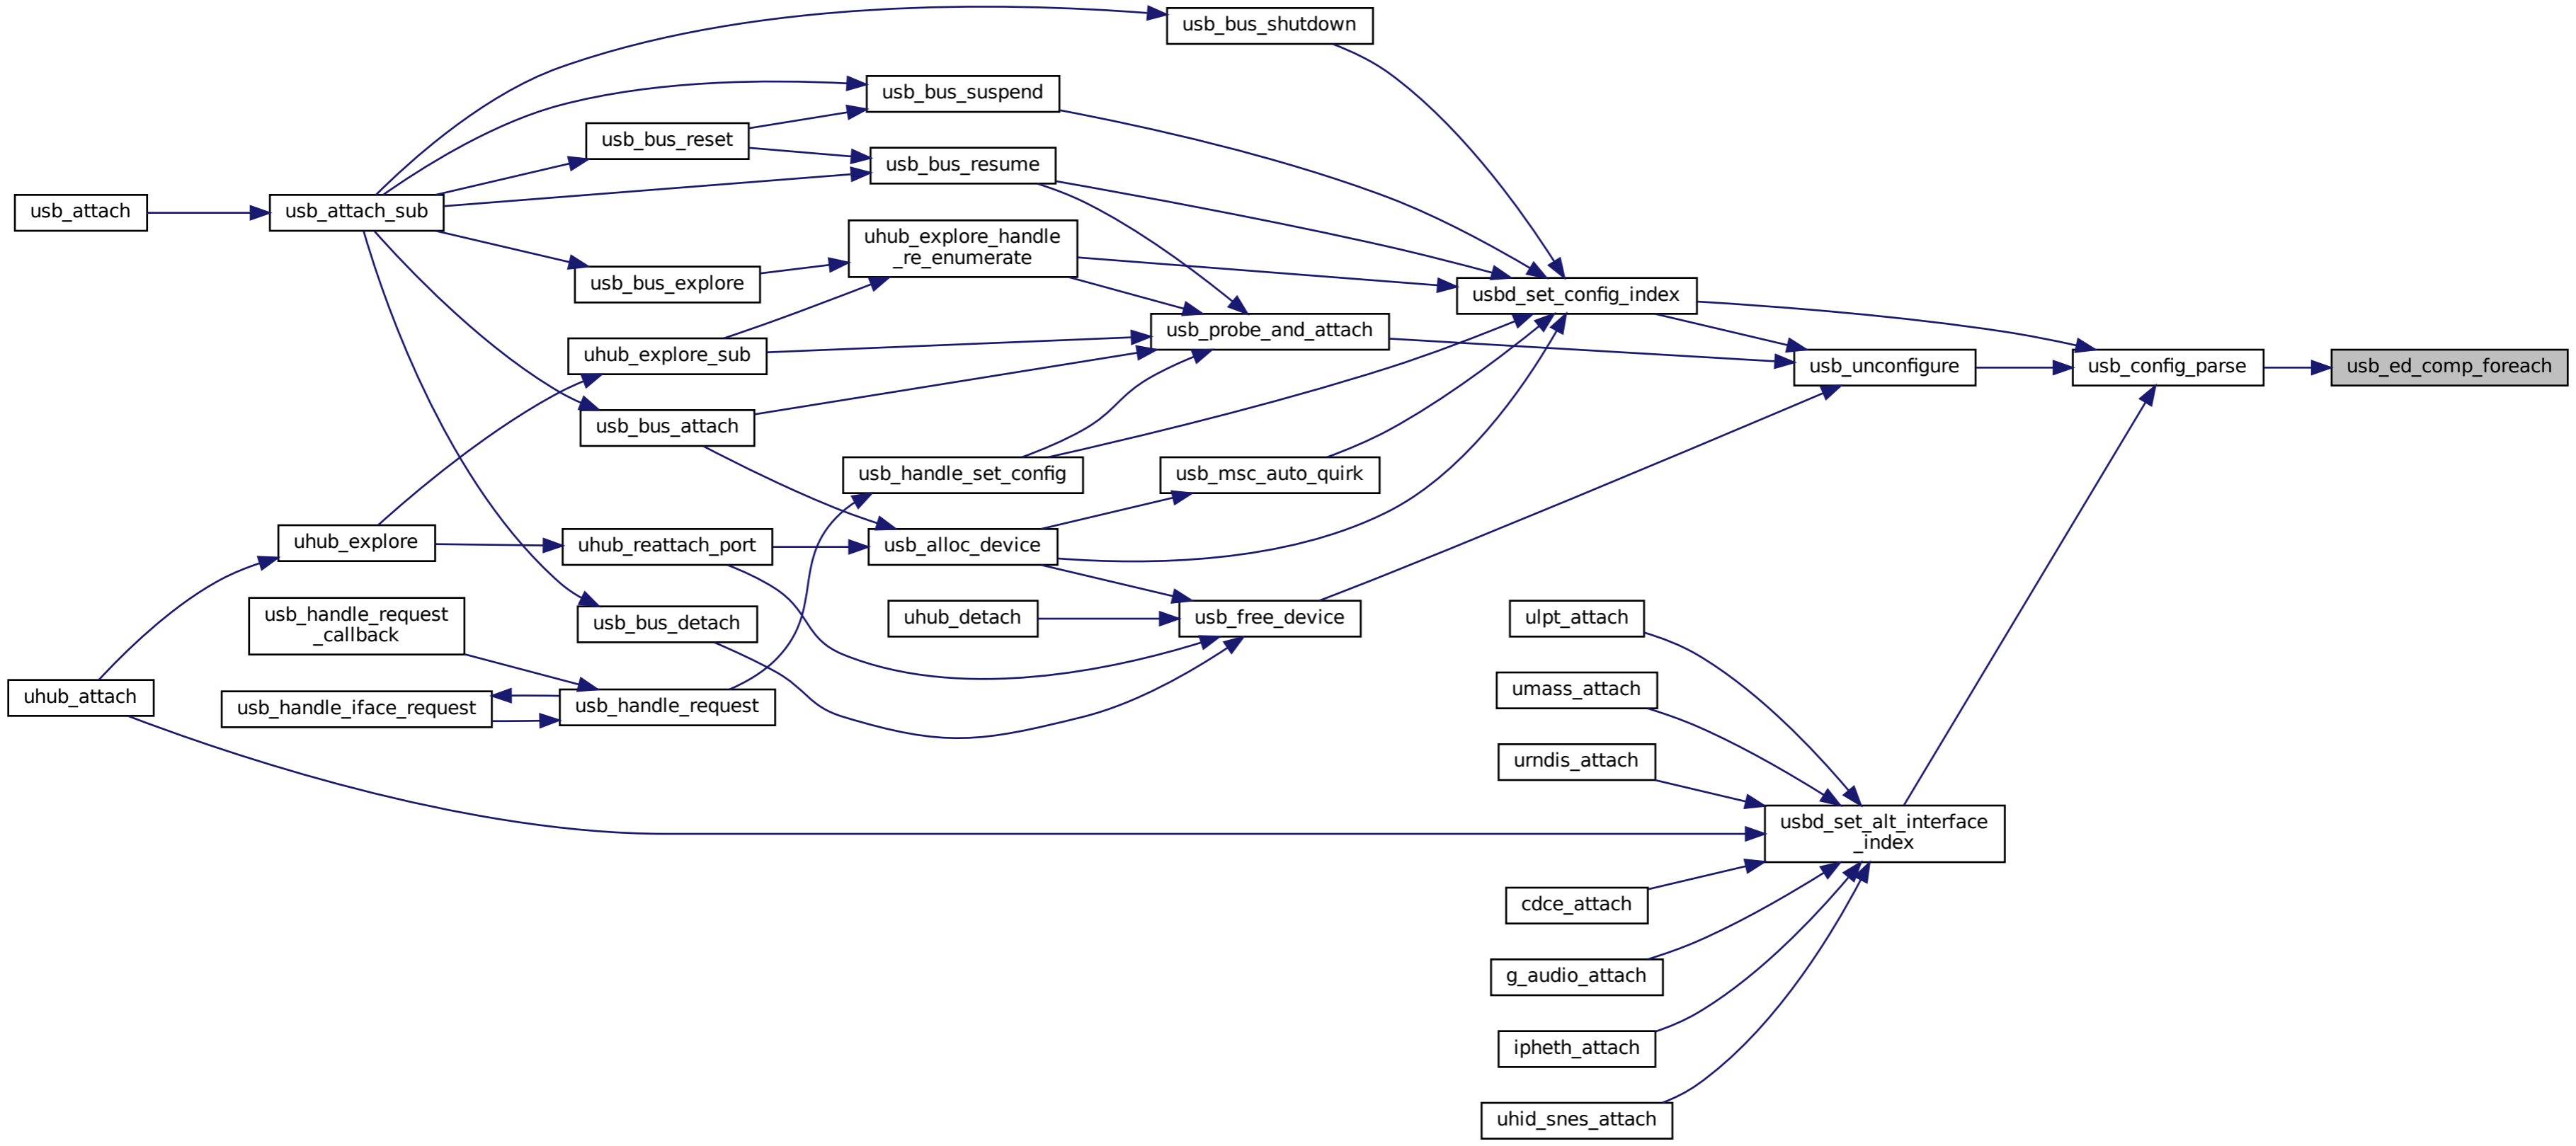 usb_bus_shutdown
usb_bus_suspend
usb_bus_reset
usb_bus_resume
usb_attach
usb_attach_sub
uhub_explore_handle
_re_enumerate
usb_bus_explore
usbd_set_config_index
usb_probe_and_attach
uhub_explore_sub
usb_unconfigure
usb_config_parse
usb_ed_comp_foreach
usb_bus_attach
usb_handle_set_config
usb_msc_auto_quirk
uhub_explore
uhub_reattach_port
usb_alloc_device
usb_handle_request
_callback
usb_bus_detach
uhub_detach
usb_free_device
ulpt_attach
uhub_attach
usb_handle_iface_request
usb_handle_request
umass_attach
urndis_attach
usbd_set_alt_interface
_index
cdce_attach
g_audio_attach
ipheth_attach
uhid_snes_attach